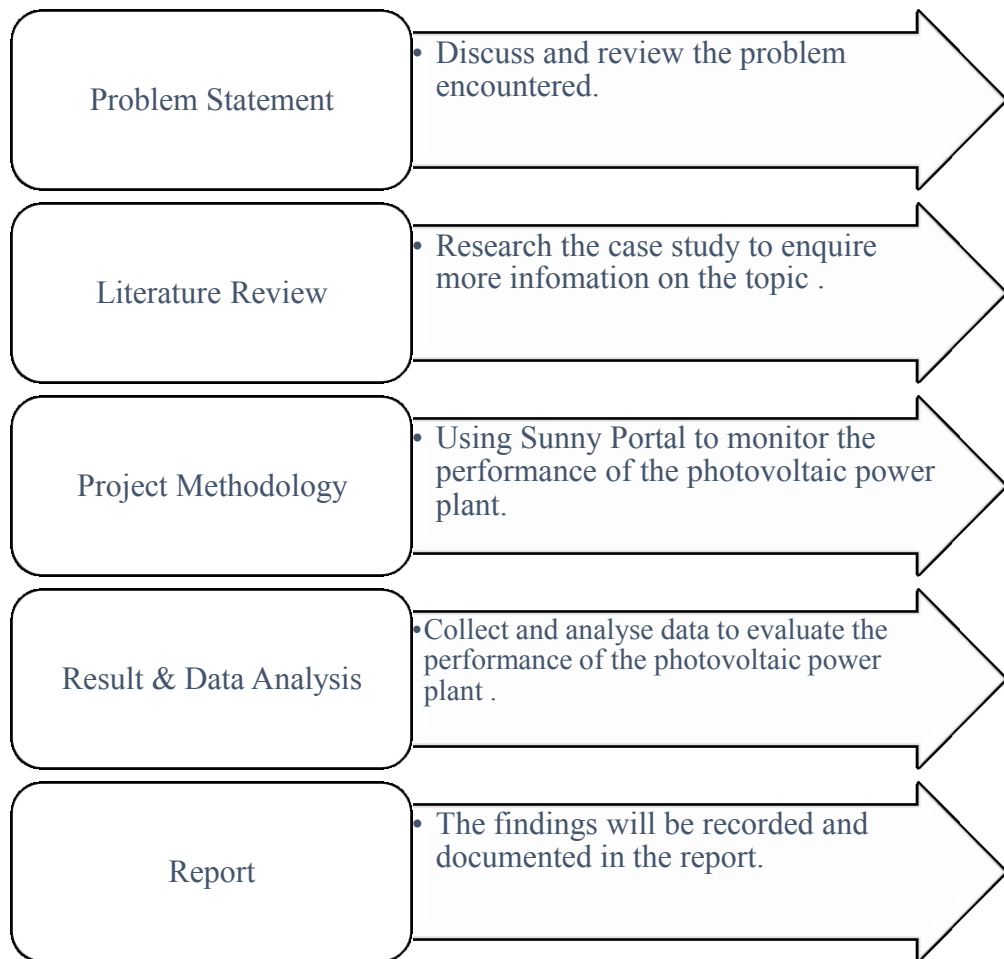 Problem Statement
• Discuss and review the problem
encountered.
Literature Review
• Research the case study to enquire
more infomation on the topic .
Project Methodology
• Using Sunny Portal to monitor the
performance of the photovoltaic power
plant.
Result & Data Analysis
•Collect and analyse data to evaluate the
performance of the photovoltaic power
plant .
Report
• The findings will be recorded and
documented in the report.